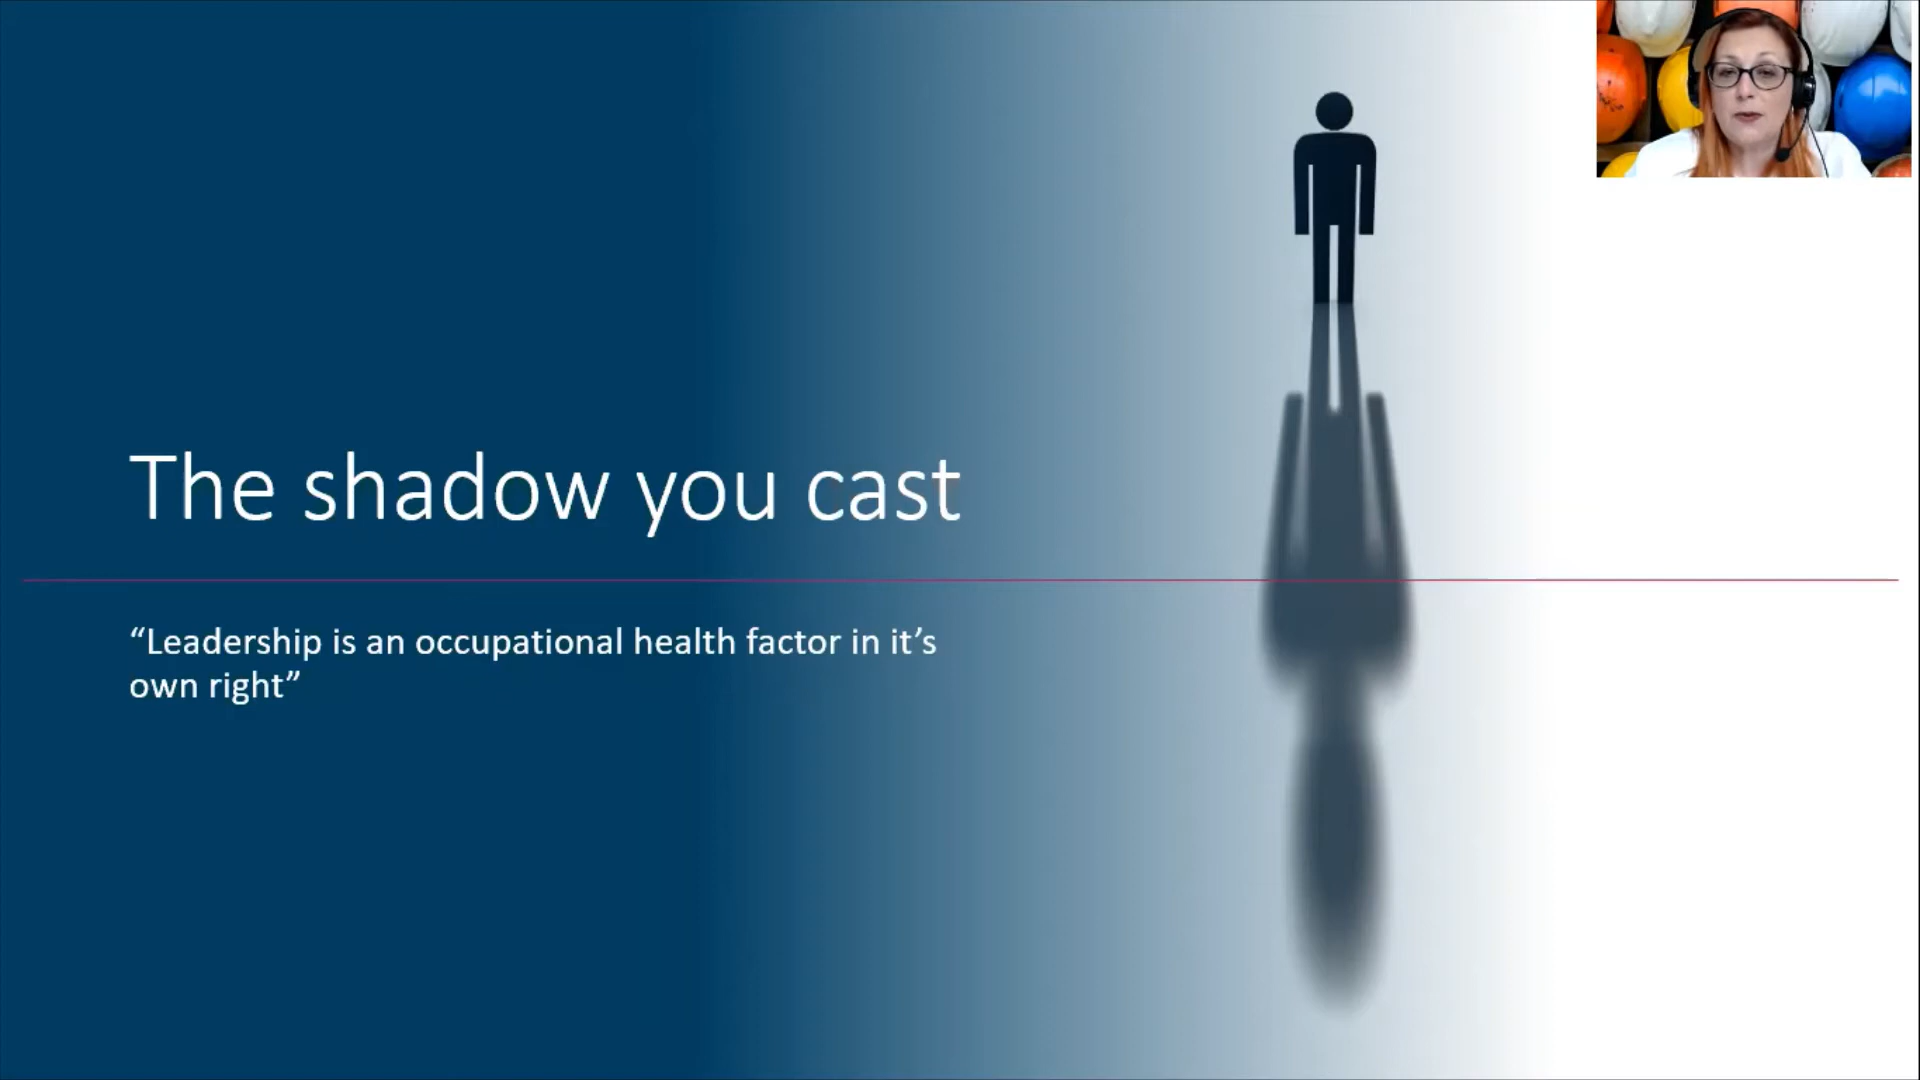 The shadow you cast
“Leadership is an occupational health factor in it’s
own right”